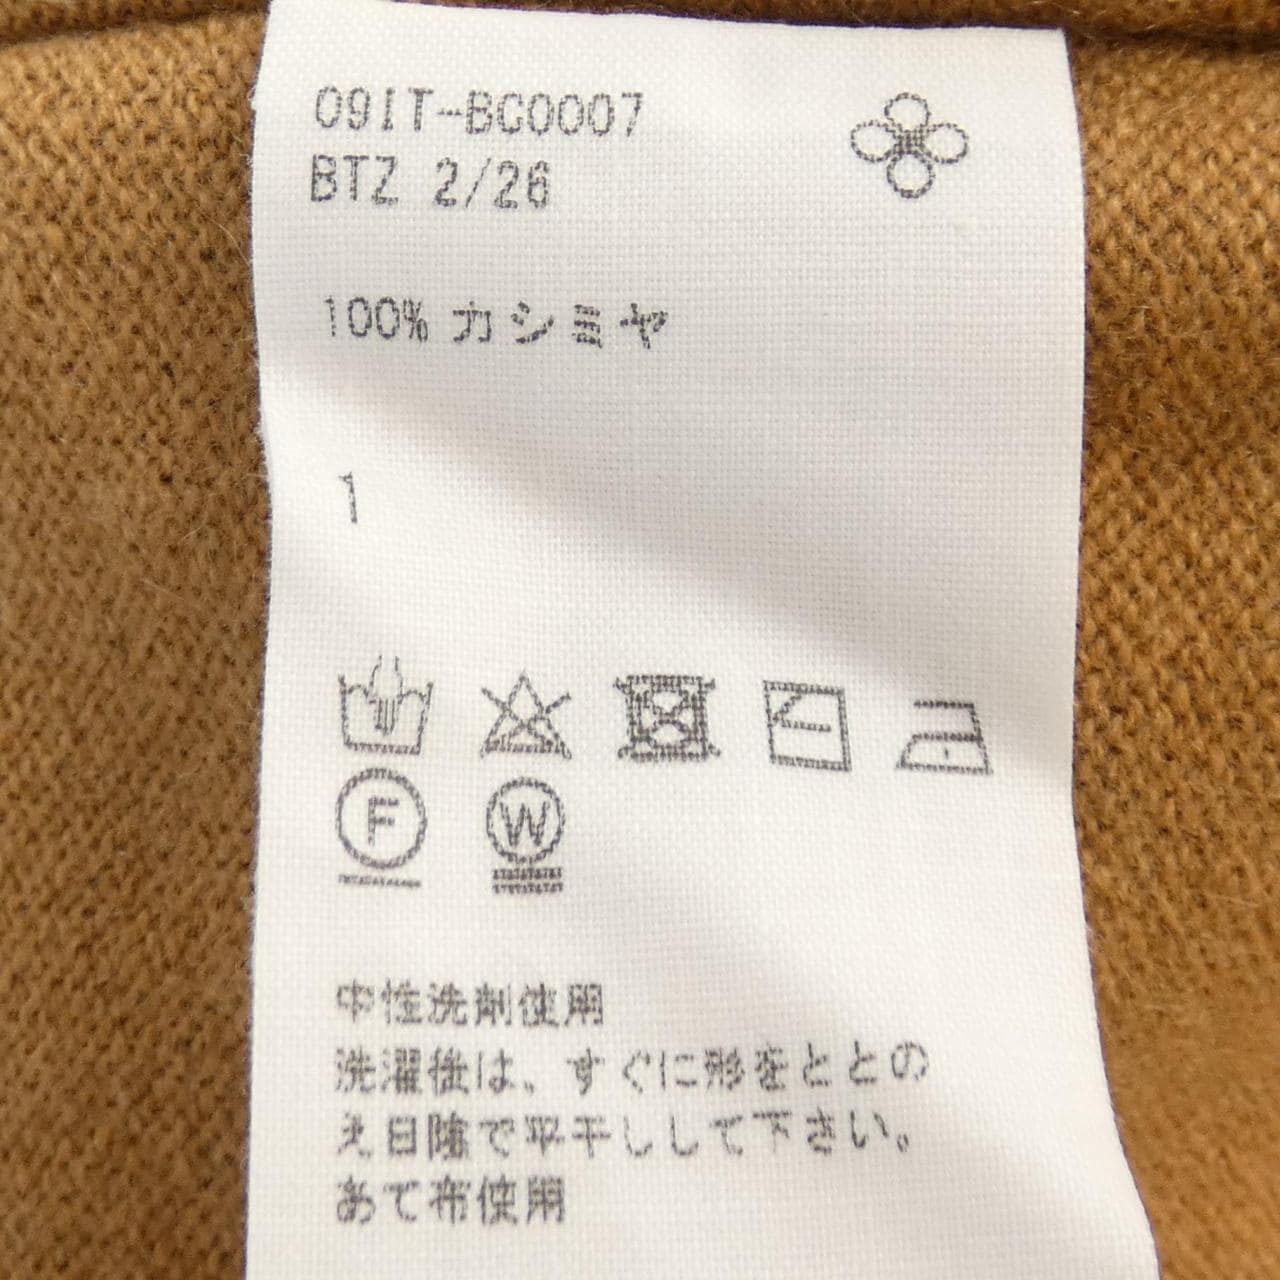 09IT-BC0007
BTZ 2/26
100% カシミヤ
1
F
W
中性洗剤使用
洗濯後は、すぐに形をととの
え日陰で平干しして下さい。
あて布使用